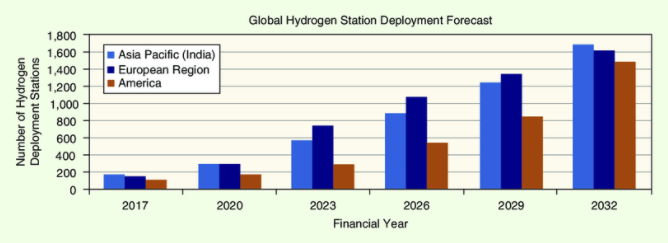 Global Hydrogen Station Deployment Forecast
Number of Hydrogen
Deployment Stations
1,800
1,600
1,400
1,200
1,000
800
600
400
200
0
Asia Pacific (India)
European Region
America
2017 2020 2023 2026 2029 2032
Financial Year